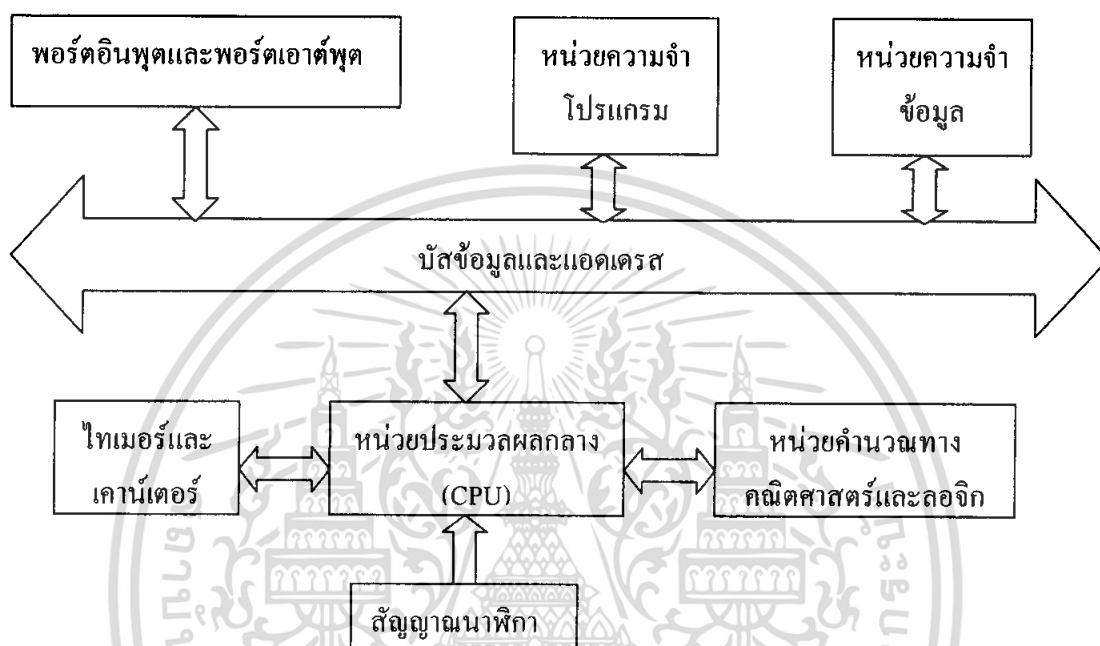 พอร์ตอินพุตและพอร์ตเอาต์พุต
หน่วยความจำ
โปรแกรม
หน่วยความจำ
ข้อมูล
บัสข้อมูลและแอดเดรส
ไทเมอร์และ
เคาน์เตอร์
หน่วยประมวลผลกลาง
(CPU)
หน่วยคำนวณทาง
คณิตศาสตร์และลอจิก
สัญญาณนาฬิกา